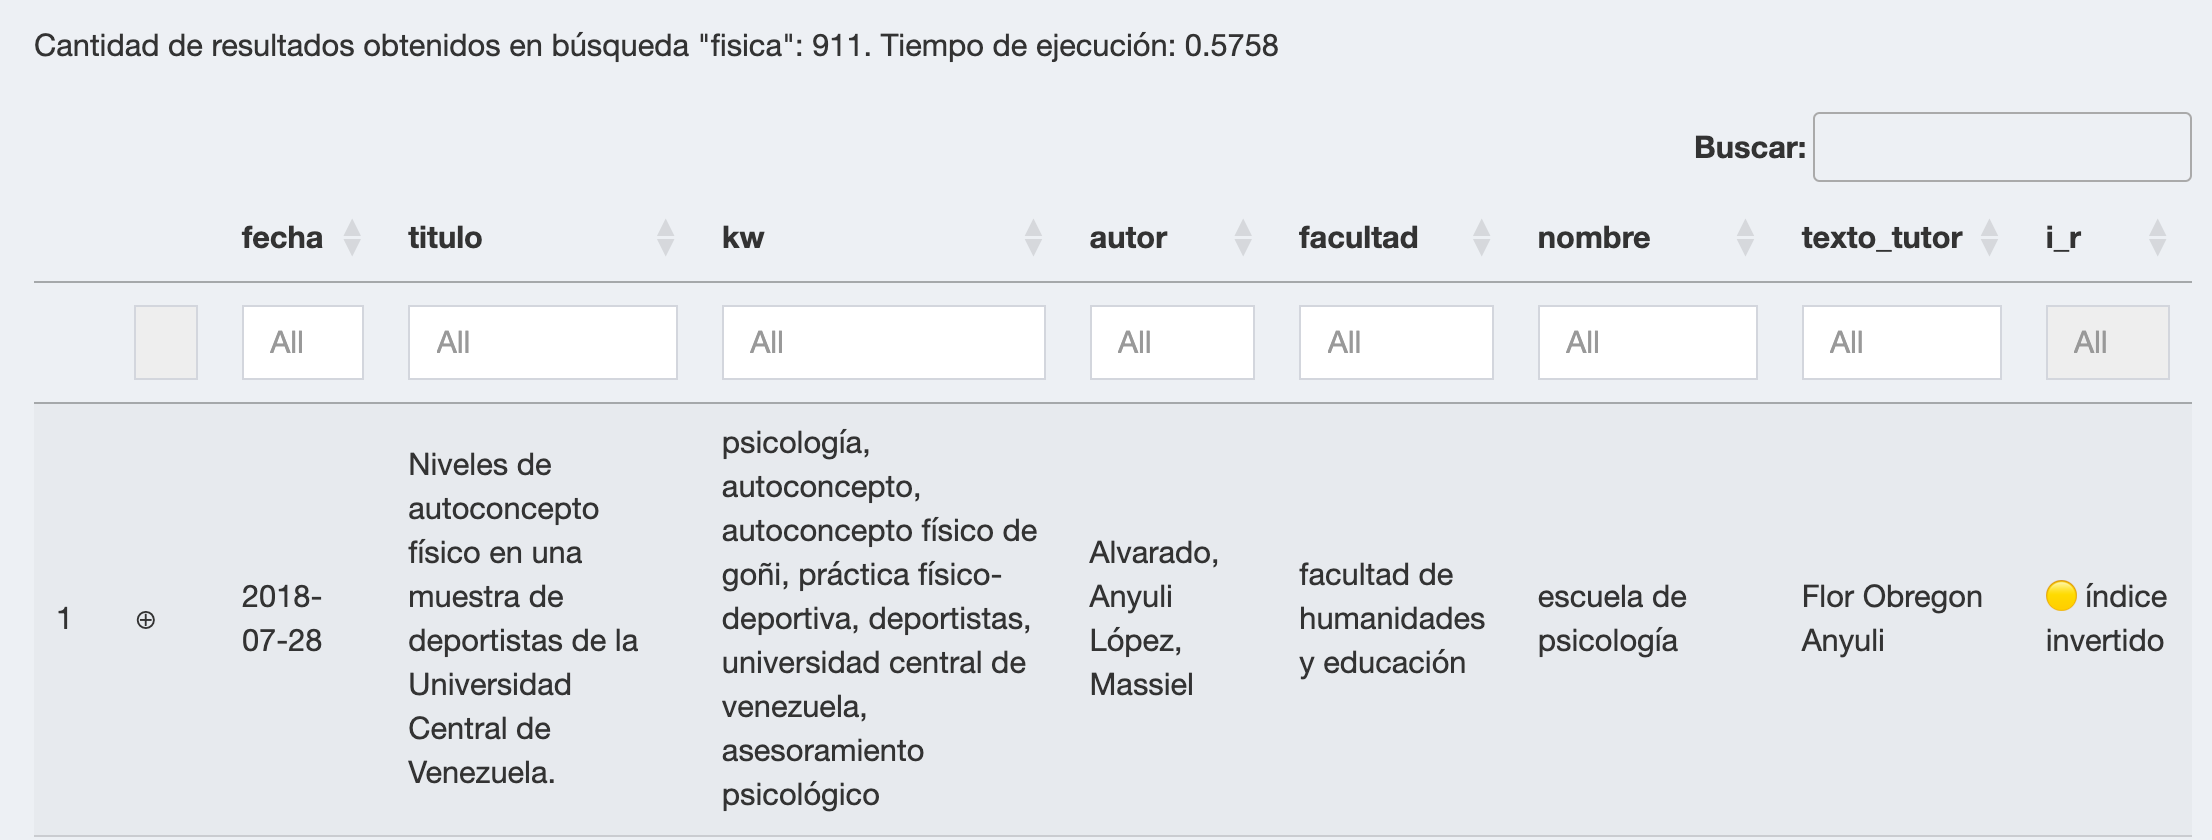 Cantidad de resultados obtenidos en búsqueda "fisica": 911. Tiempo de ejecución: 0.5758
Buscar:
fecha titulo kw autor facultad nombre texto_tutor i_r
All All All All All All All All
1
⊕
2018-
07-28
Niveles de
autoconcepto
físico en una
muestra de
deportistas de la
Universidad
Central de
Venezuela.
psicología,
autoconcepto,
autoconcepto físico de
goñi, práctica físico-
deportiva, deportistas,
universidad central de
venezuela,
asesoramiento
psicológico
Alvarado,
Anyuli
López,
Massiel
facultad de
humanidades
y educación
escuela de
psicología
Flor Obregon
Anyuli
índice
invertido